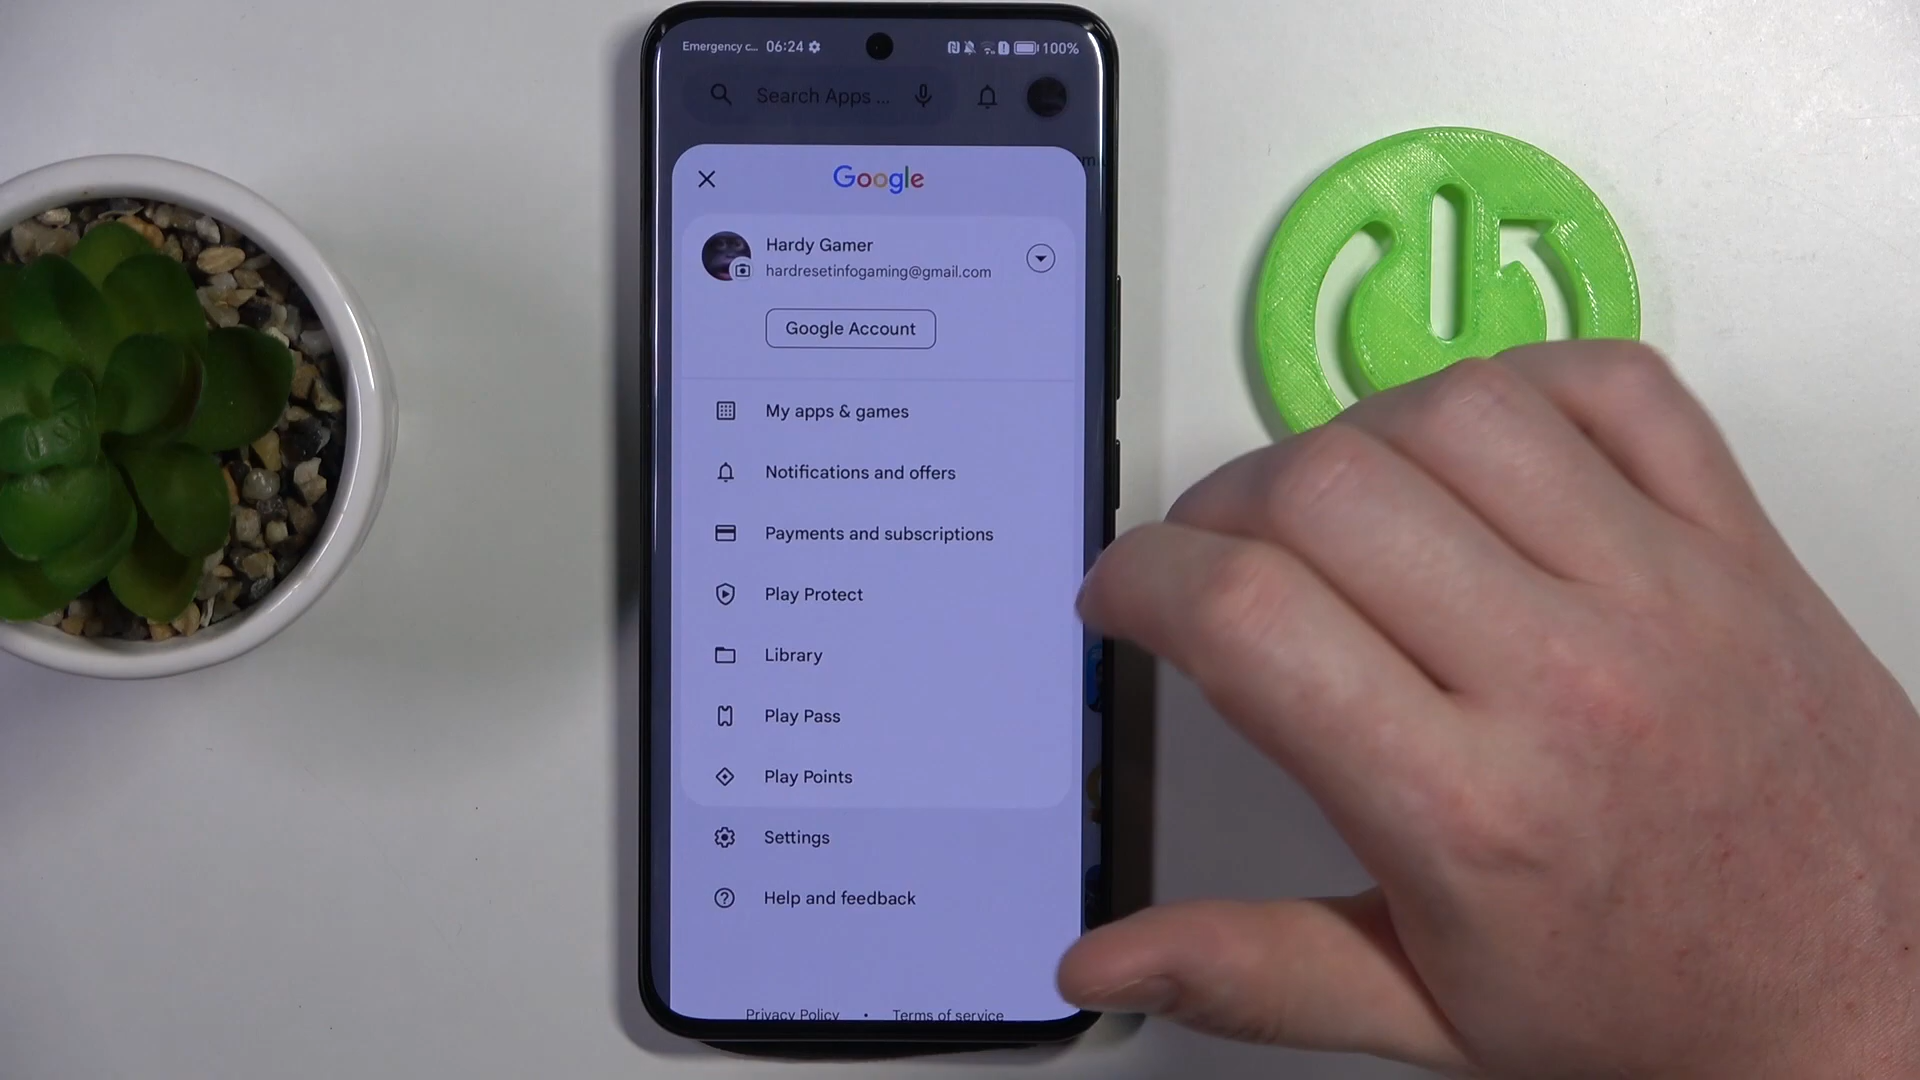 Emergency c... 06:24 100%
Search Apps ...
Google
Hardy Gamer
hardresetinfogaming@gmail.com
Google Account
My apps & games
Notifications and offers
Payments and subscriptions
Play Protect
Library
Play Pass
Play Points
Settings
Help and feedback
Privacy Policy • Terms of service